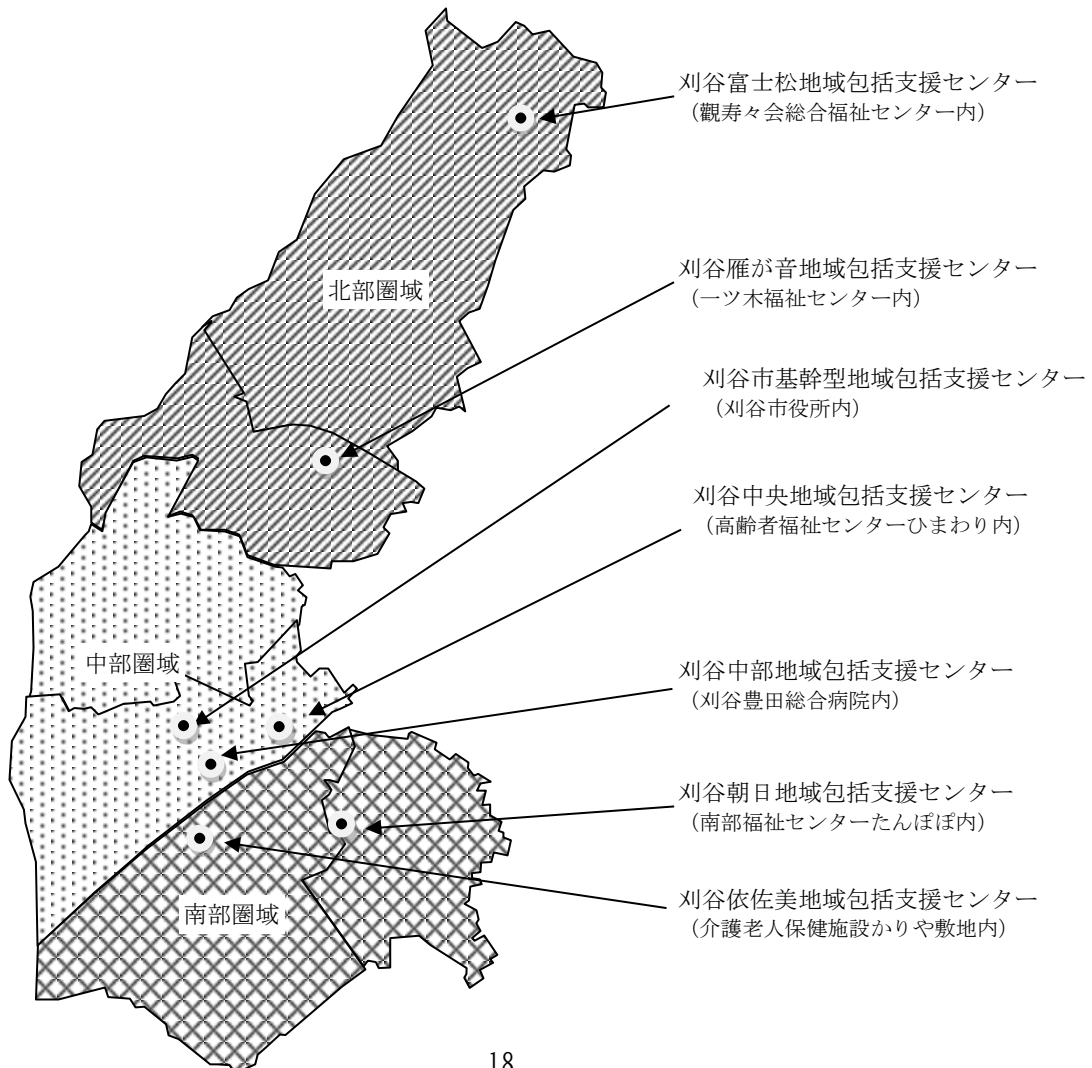 刈谷富士松地域包括支援センター
（觀寿々会総合福祉センター内）
北部圏域
刈谷雁が音地域包括支援センター
（一ツ木福祉センター内）
刈谷市基幹型地域包括支援センター
（刈谷市役所内）
刈谷中央地域包括支援センター
（高齢者福祉センターひまわり内）
中部圏域
刈谷中部地域包括支援センター
（刈谷豊田総合病院内）
刈谷朝日地域包括支援センター
（南部福祉センターたんぽぽ内）
南部圏域
刈谷依佐美地域包括支援センター
（介護老人保健施設かりや敷地内）
18